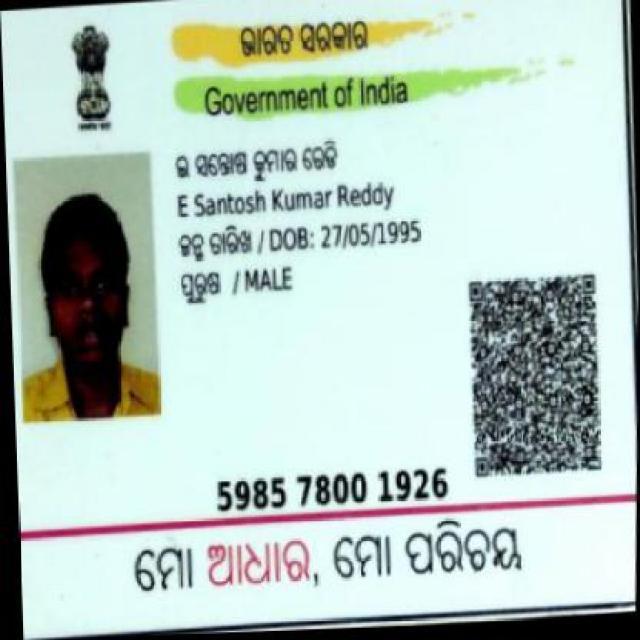 ଭାରତ ସରକାର
Government of India
ଇ ସନ୍ତୋଷ କୁମାର ରେଡି
E Santosh Kumar Reddy
ଜନ୍ମ ତାରିଖ / DOB: 27/05/1995
ପୁରୁଷ / MALE
5985 7800 1926
ମୋ ଆଧାର, ମୋ ପରିଚୟ